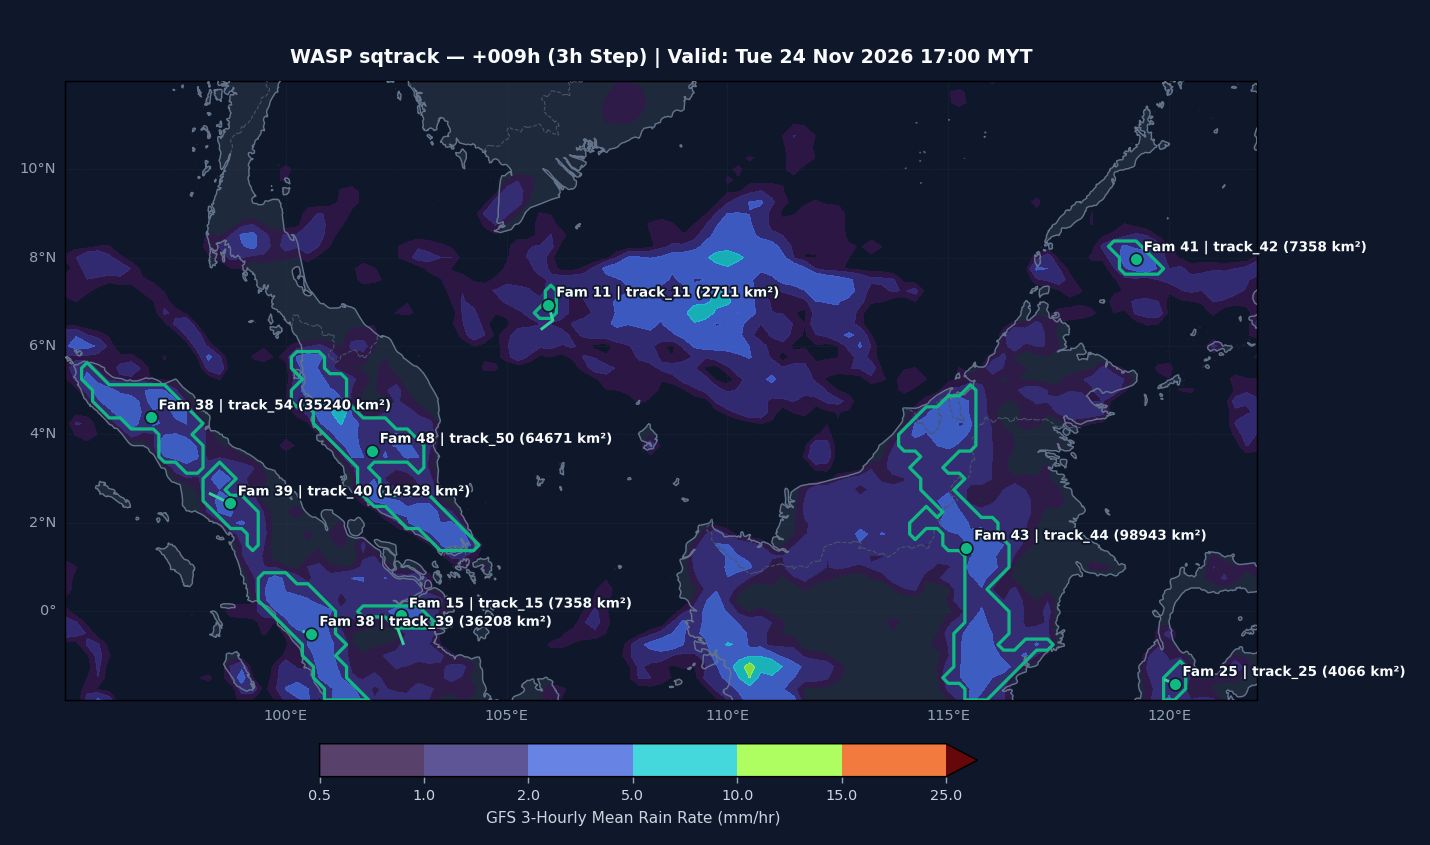 WASP sqtrack — +009h (3h Step) | Valid: Tue 24 Nov 2026 17:00 MYT
10°N
8°N
6°N
4°N
2°N
0°
Fam 41 | track_42 (7358 km²)
Fam 11 | track_11 (2711 km²)
Fam 38 | track_54 (35240 km²)
Fam 48 | track_50 (64671 km²)
Fam 39 | track_40 (14328 km²)
Fam 43 | track_44 (98943 km²)
Fam 15 | track_15 (7358 km²)
Fam 38 | track_39 (36208 km²)
Fam 25 | track_25 (4066 km²)
100°E 105°E 110°E 115°E 120°E
0.5 1.0 2.0 5.0 10.0 15.0 25.0
GFS 3-Hourly Mean Rain Rate (mm/hr)